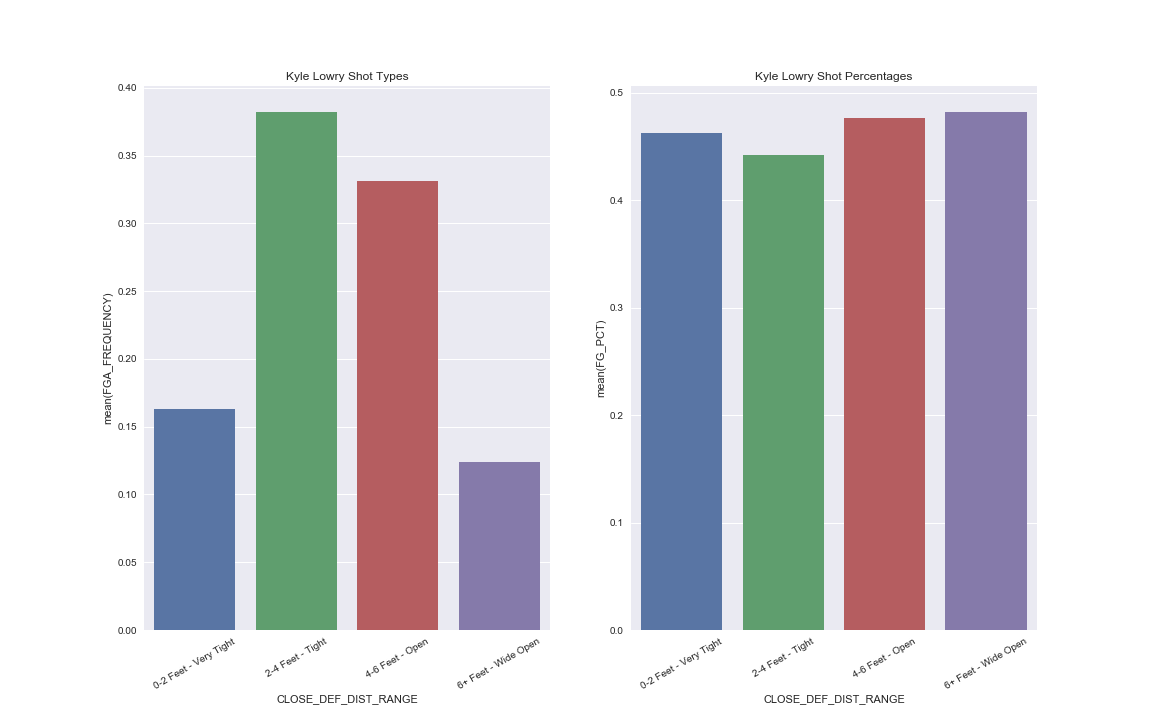 Kyle Lowry Shot Types
0.40
0.35
0.30
0.25
0.20
0.15
0.10
0.05
0.00
mean(FGA_FREQUENCY)
0-2 Feet - Very Tight
2-4 Feet - Tight
4-6 Feet - Open
6+ Feet - Wide Open
CLOSE_DEF_DIST_RANGE
Kyle Lowry Shot Percentages
0.5
0.4
0.3
0.2
0.1
0.0
mean(FG_PCT)
0-2 Feet - Very Tight
2-4 Feet - Tight
4-6 Feet - Open
6+ Feet - Wide Open
CLOSE_DEF_DIST_RANGE